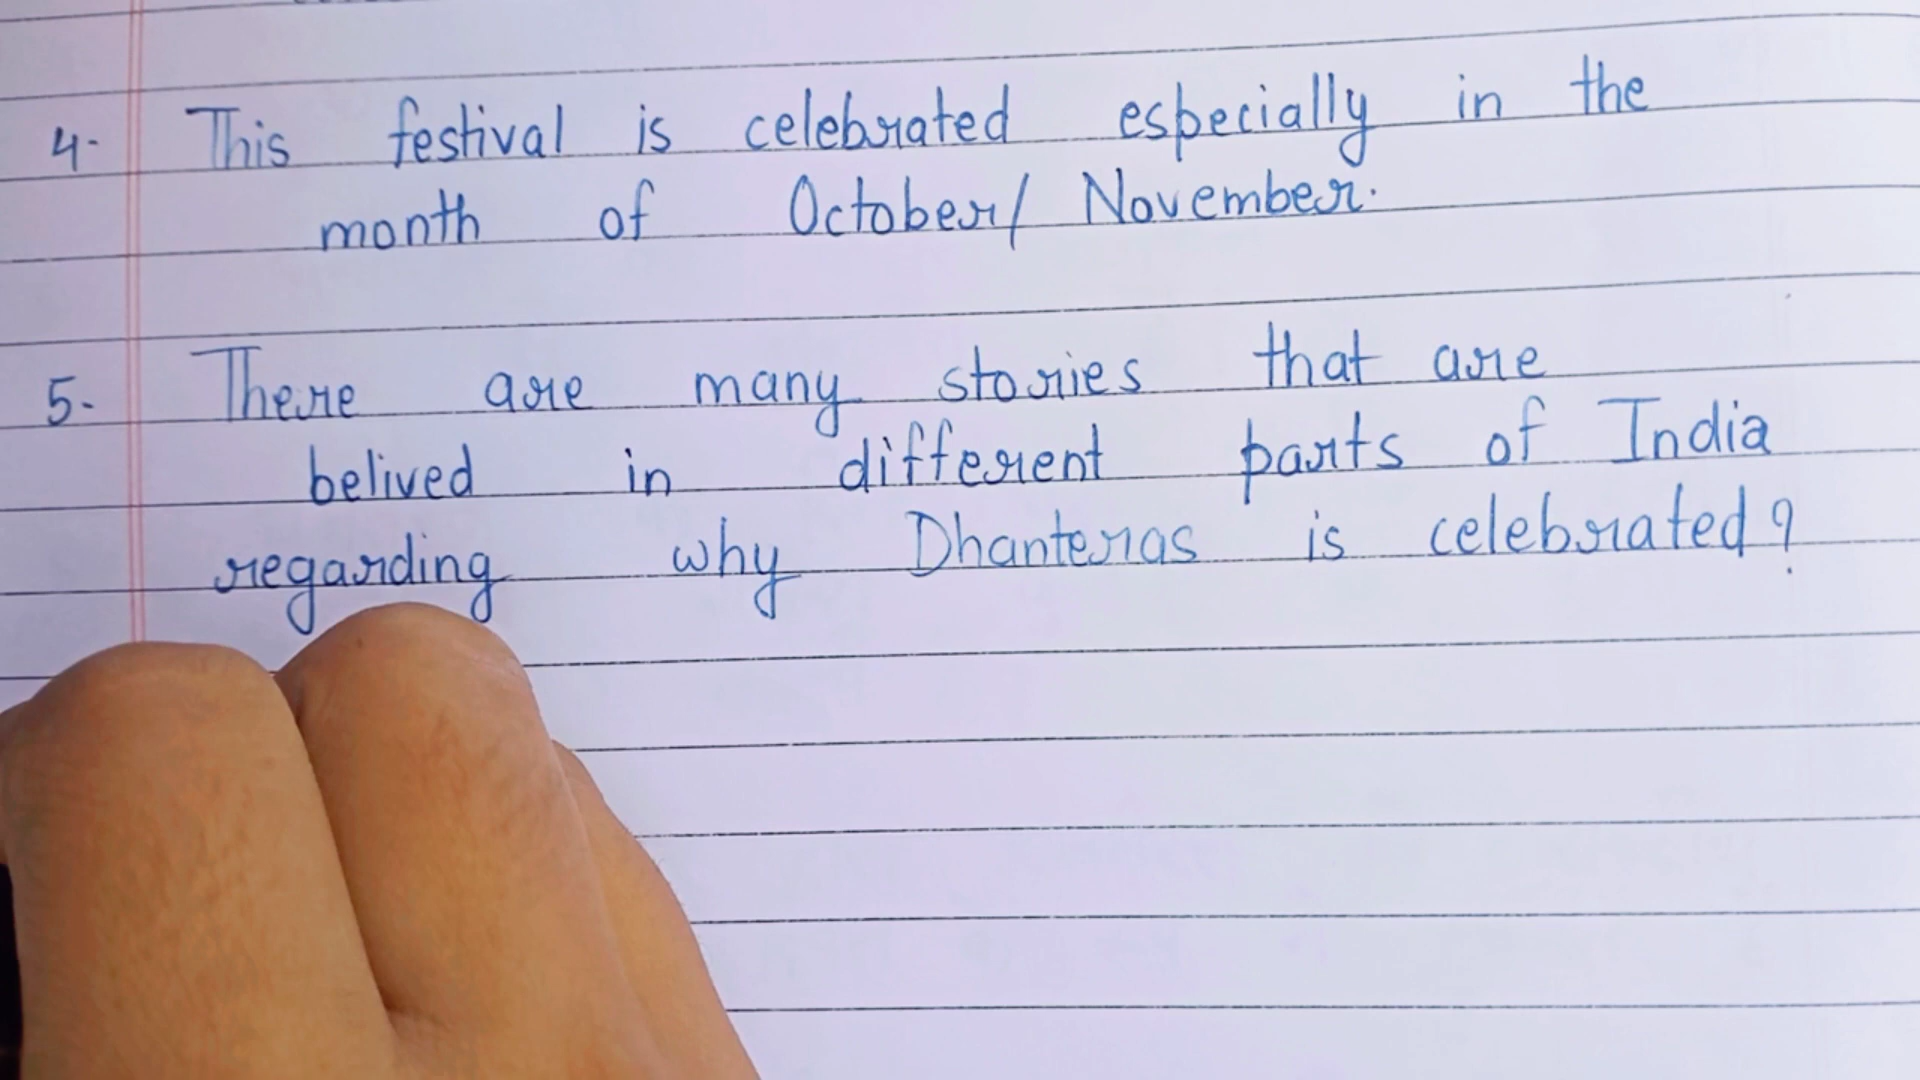 4. This festival is celebrated especially in the
month of October/ November.
5. There are many stories that are
belived in different parts of India
regarding why Dhanteras is celebrated?